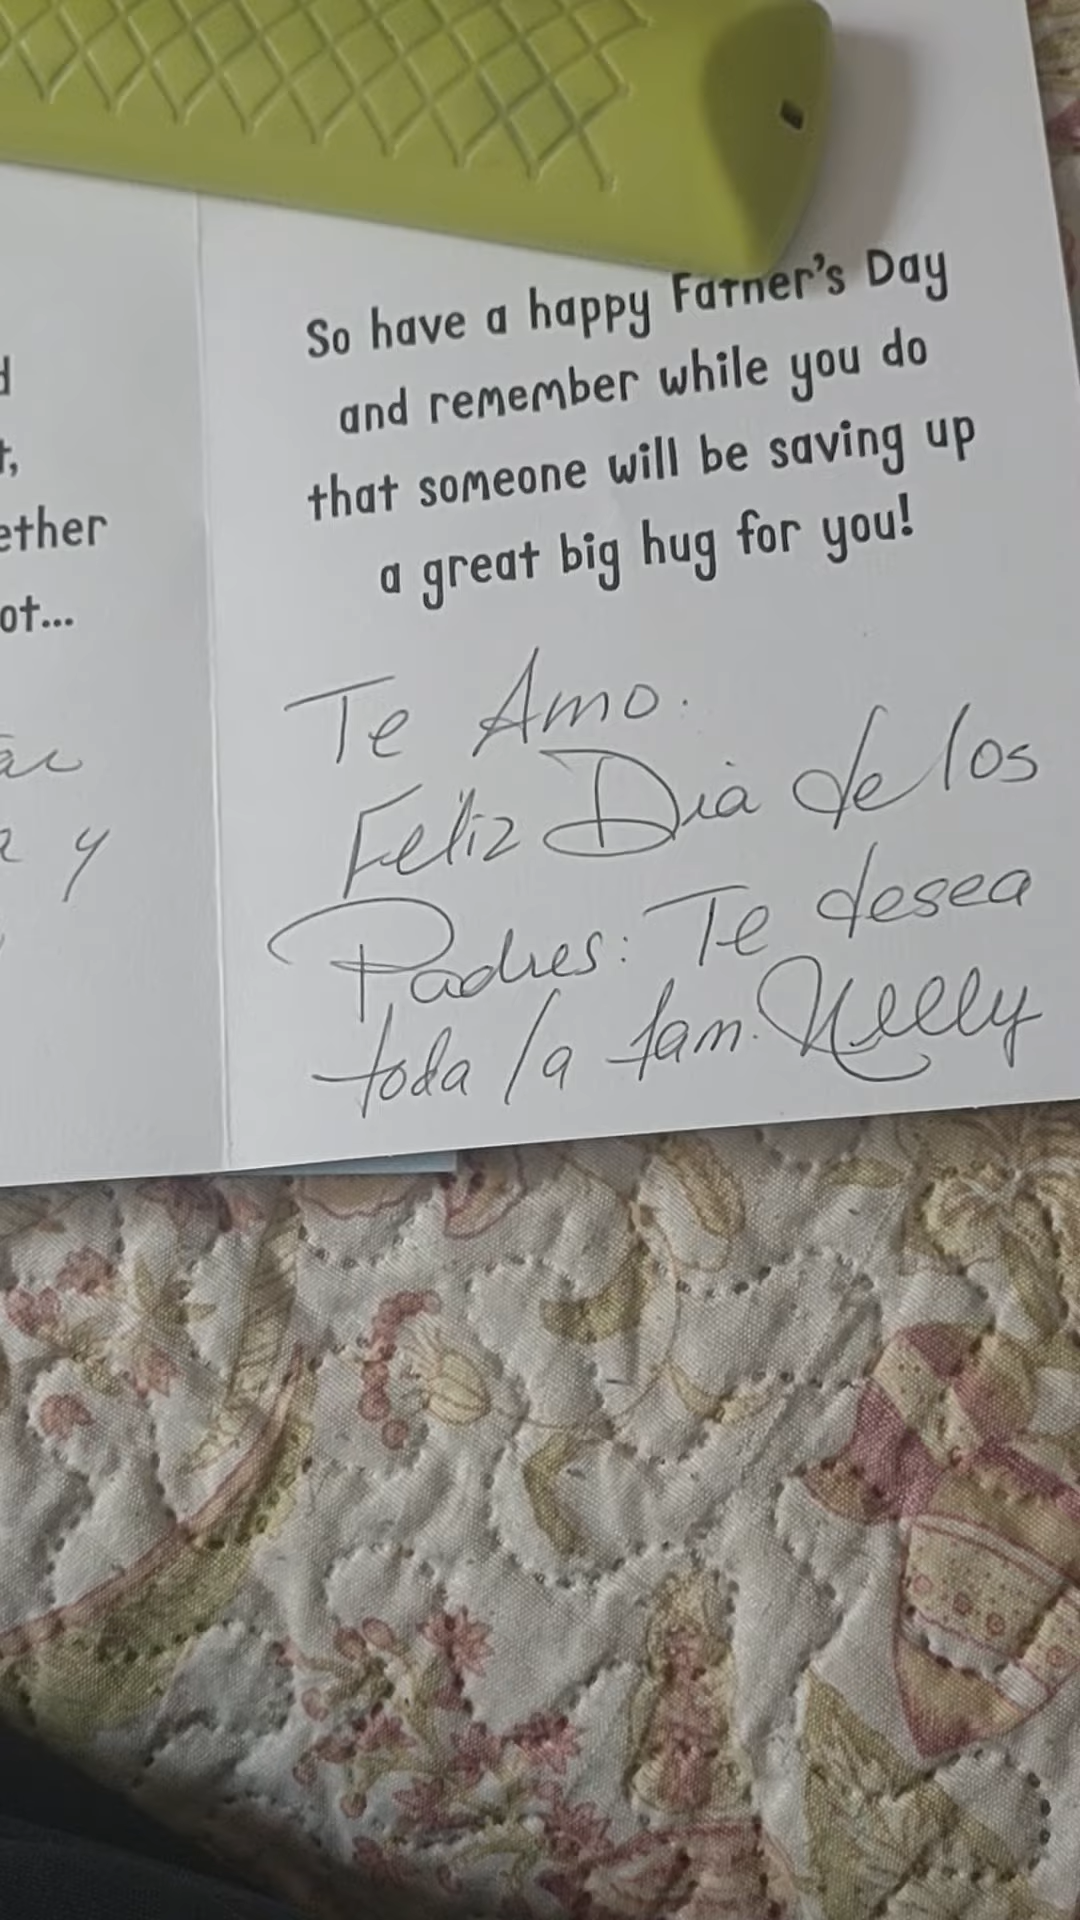 ether
ot...
y
So have a happy Father's Day
and remember while you do
that someone will be saving up
a great big hug for you!
Te Amo.
Feliz Dia de los
Padres: Te desea
toda la fam. Nelly